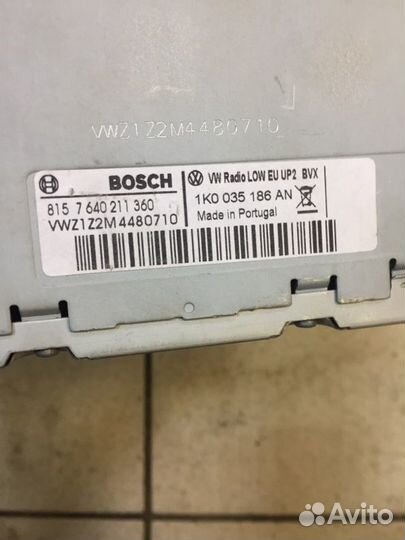 VWZ1Z2M4480710
BOSCH
VW Radio LOW EU UP2 BVX
815 7 640 211 360
1K0 035 186 AN
VWZ1Z2M4480710
Made in Portugal
Avito